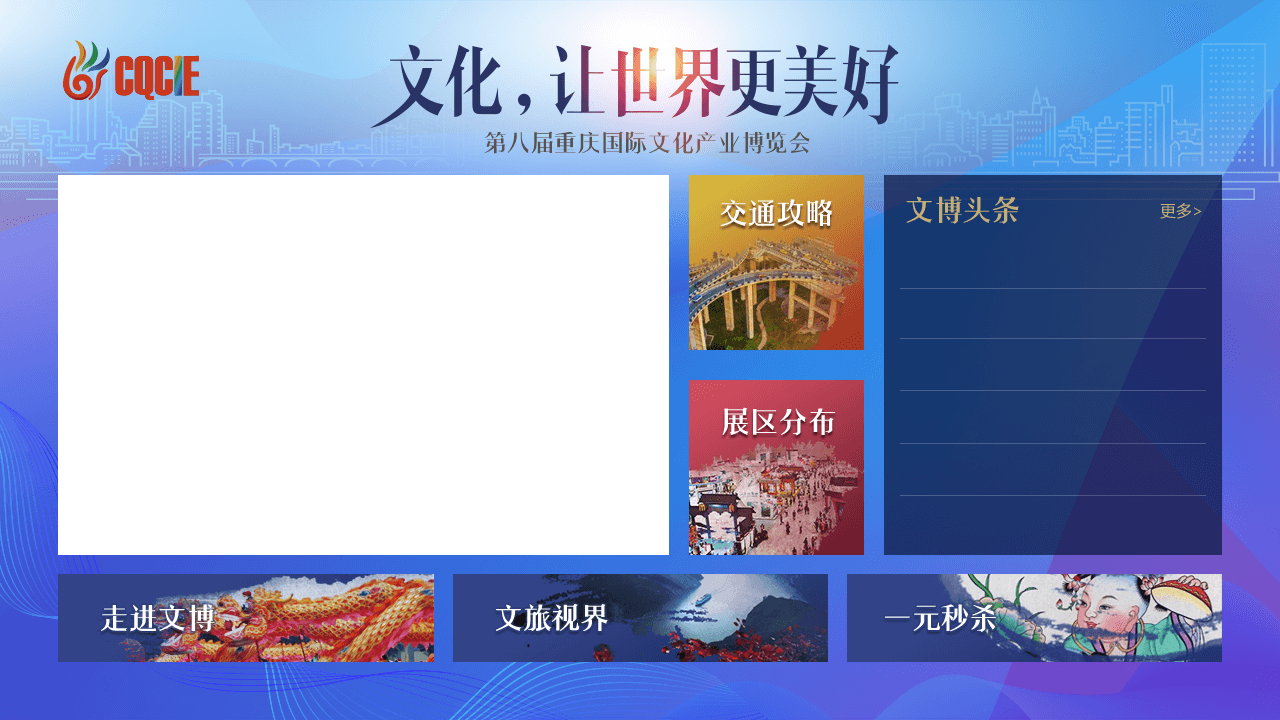 CQCIE
文化，让世界更美好
第八届重庆国际文化产业博览会
交通攻略
文博头条
更多>
展区分布
走进文博
文旅视界
一元秒杀